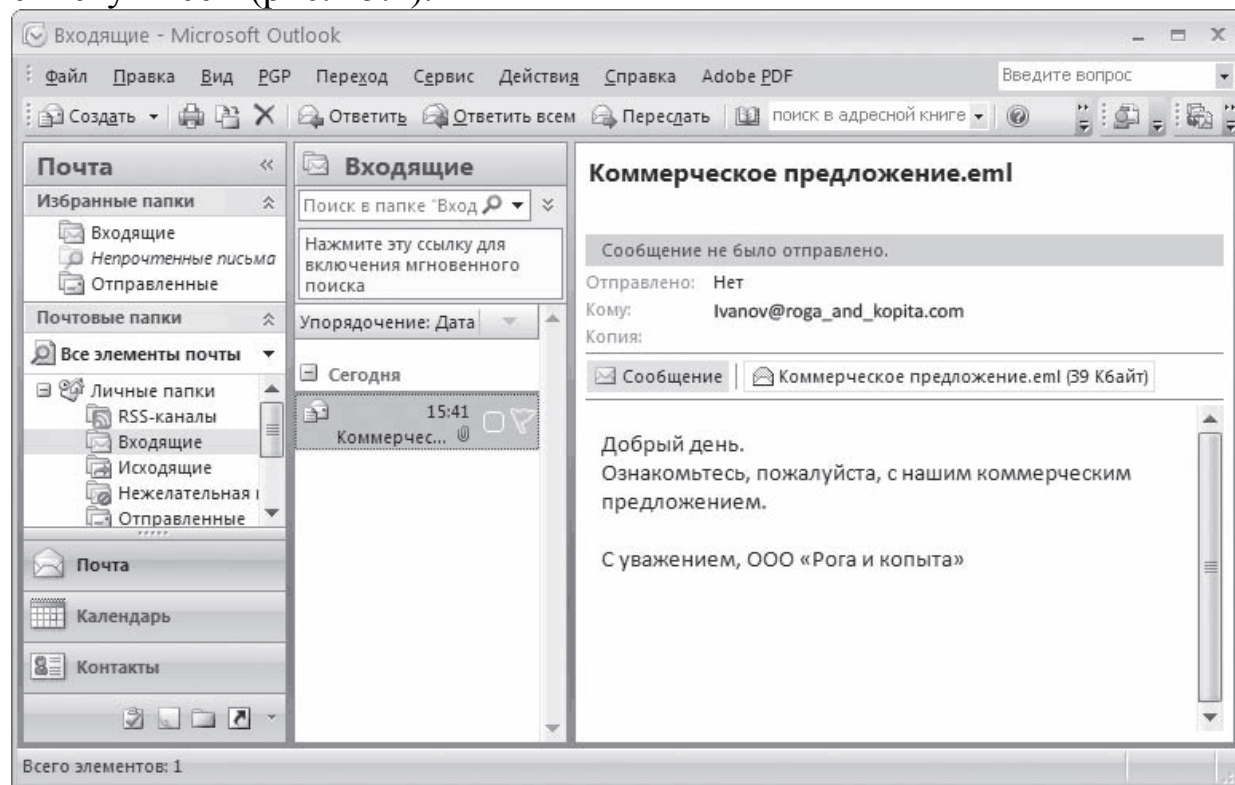 (рис.
Входящие - Microsoft Outlook
Файл Правка Вид PGP Переход Сервис Действия Справка Adobe PDF Введите вопрос
Создать Ответить Ответить всем Переслать поиск в адресной книге
Почта
Избранные папки
Входящие
Непрочтенные письма
Отправленные
Почтовые папки
Все элементы почты
Личные папки
RSS-каналы
Входящие
Исходящие
Нежелательная
Отправленные
Почта
Календарь
Контакты
Входящие
Поиск в папке "Вход
Нажмите эту ссылку для
включения мгновенного
поиска
Упорядочение: Дата
Сегодня
15:41
Коммерчес...
Коммерческое предложение.eml
Сообщение не было отправлено.
Отправлено: Нет
Кому: Ivanov@roga_and_kopita.com
Копия:
Сообщение Коммерческое предложение.eml (39 Кбайт)
Добрый день.
Ознакомьтесь, пожалуйста, с нашим коммерческим
предложением.
С уважением, ООО «Рога и копыта»
Всего элементов: 1